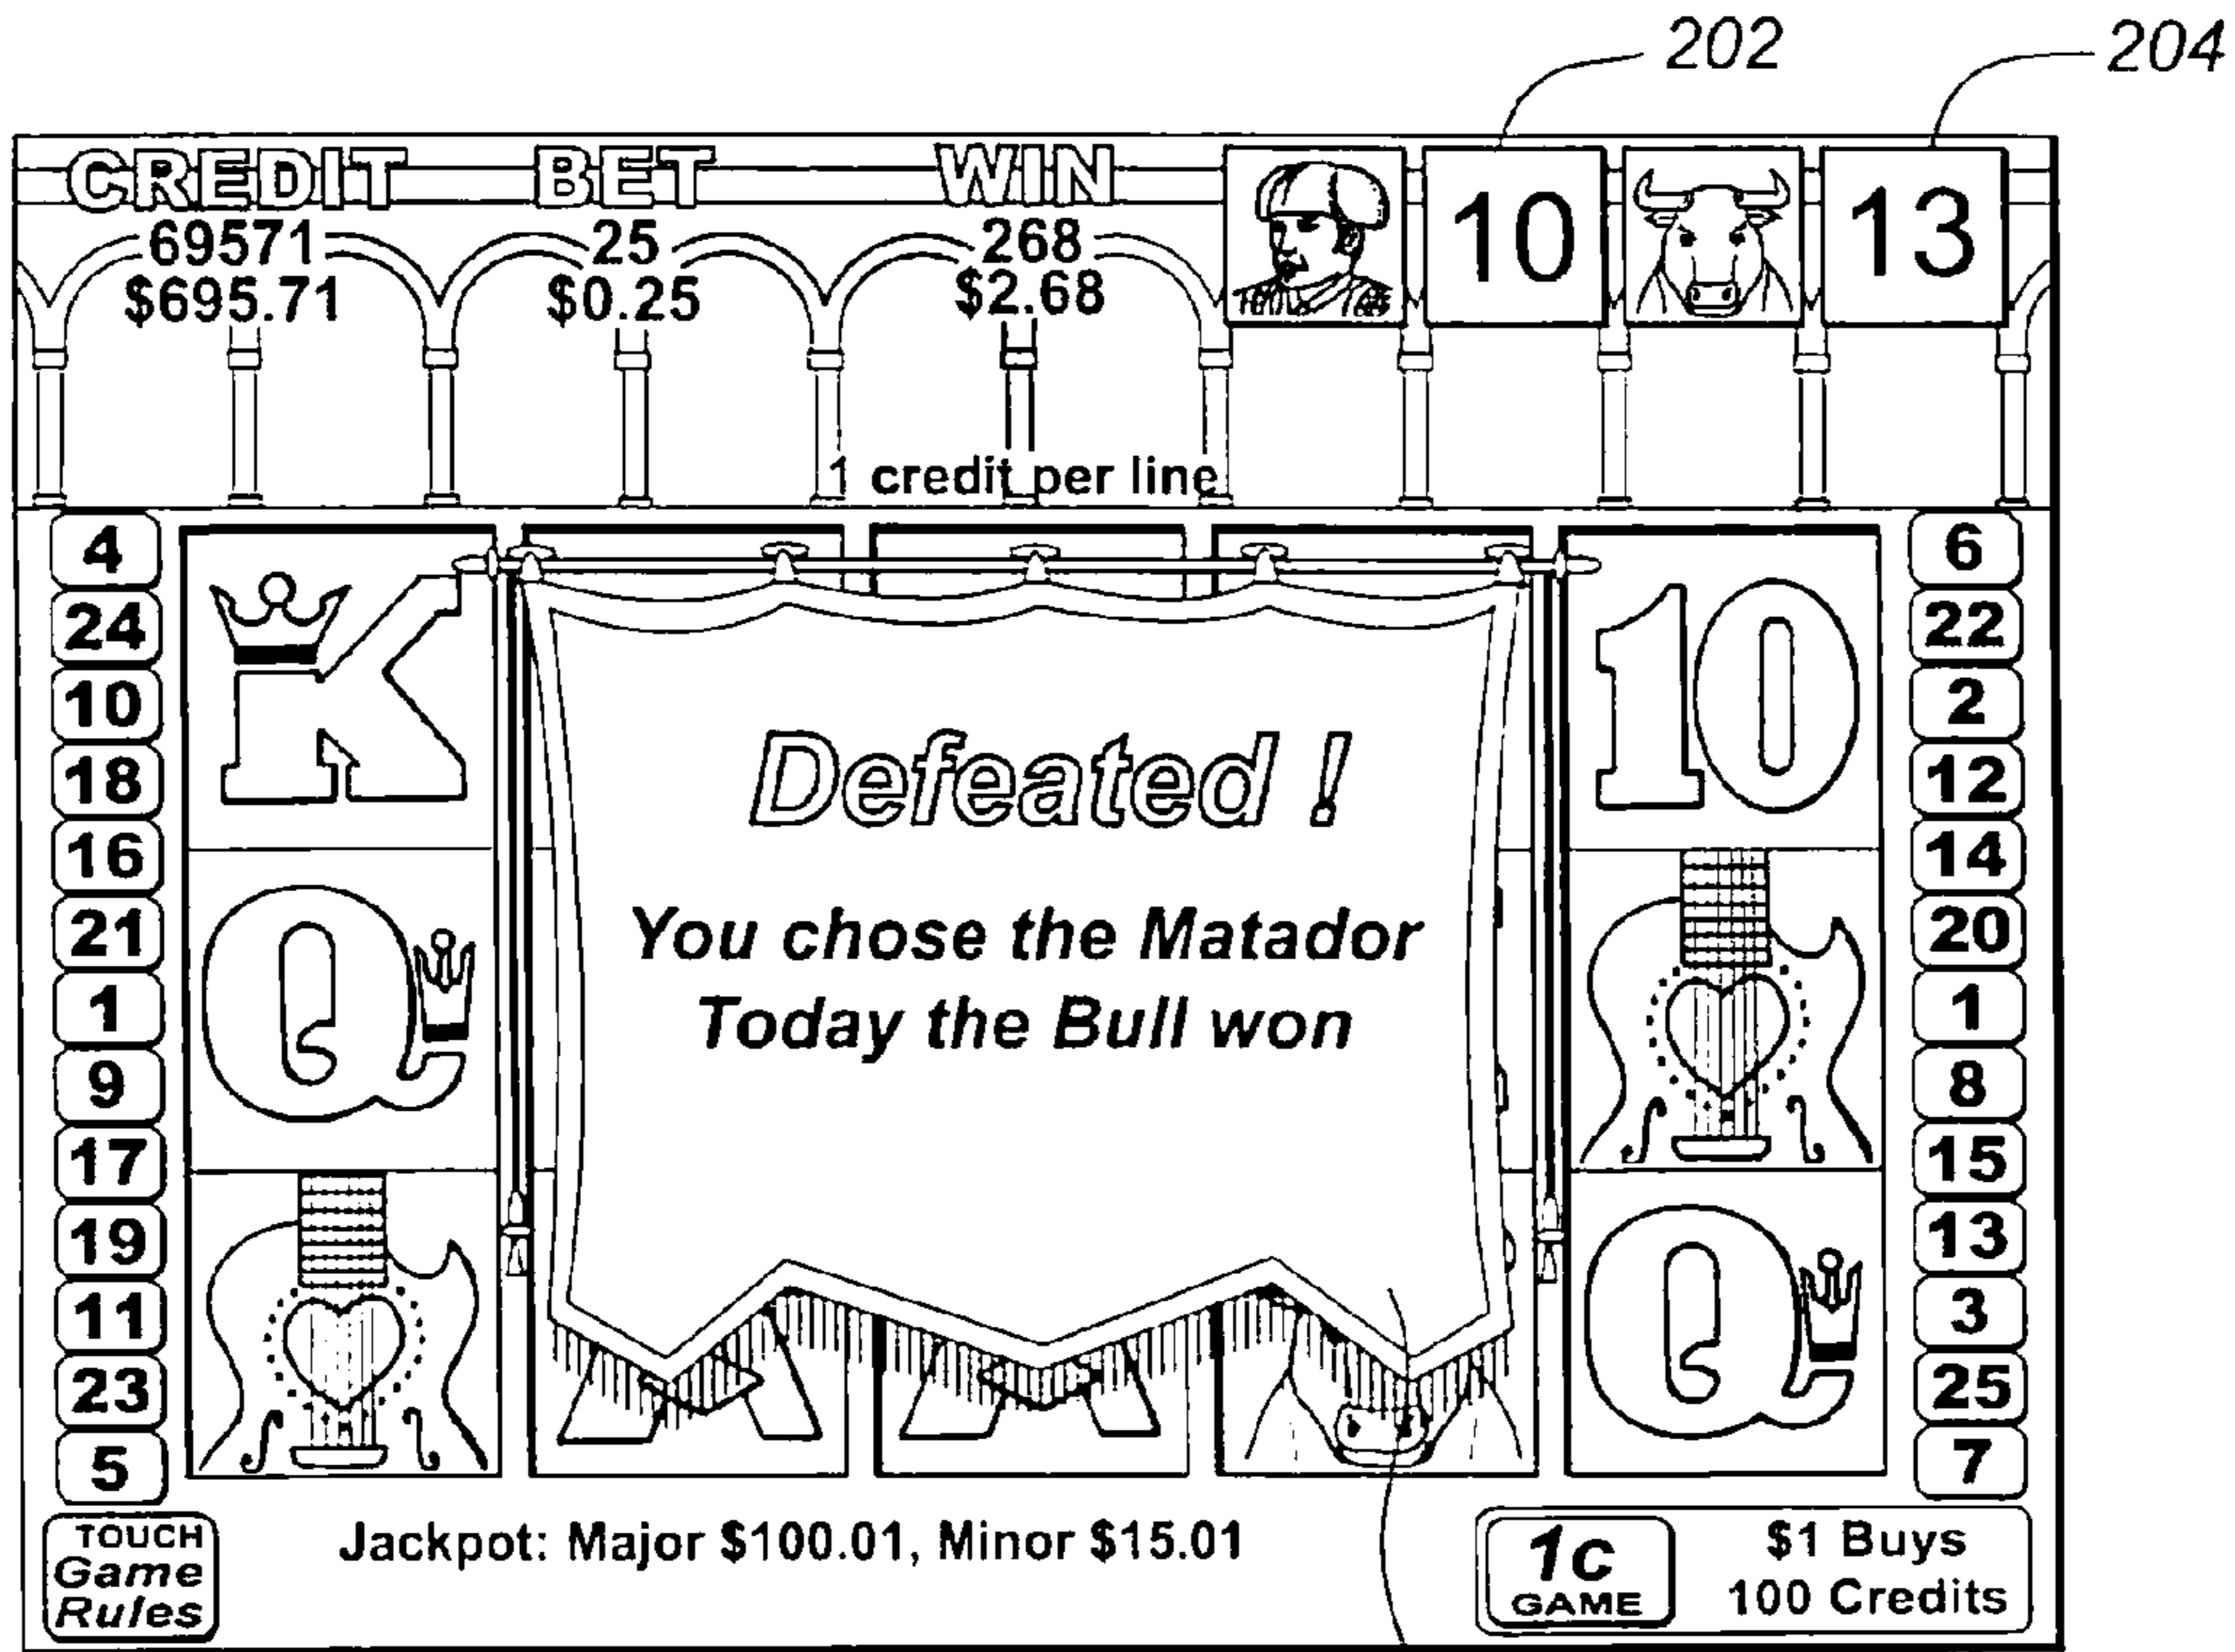 202 204
CREDIT BET WIN
69571 25 268 10 13
$695.71 $0.25 $2.68
1 credit per line
4 6
24 22
10 2
18 12
16 14
21 20
1 1
9 8
17 15
19 13
11 3
23 25
5 7
K 10
Q
Q
A A
Defeated !
You chose the Matador
Today the Bull won
TOUCH
Game
Rules
Jackpot: Major $100.01, Minor $15.01
1c
GAME
$1 Buys
100 Credits